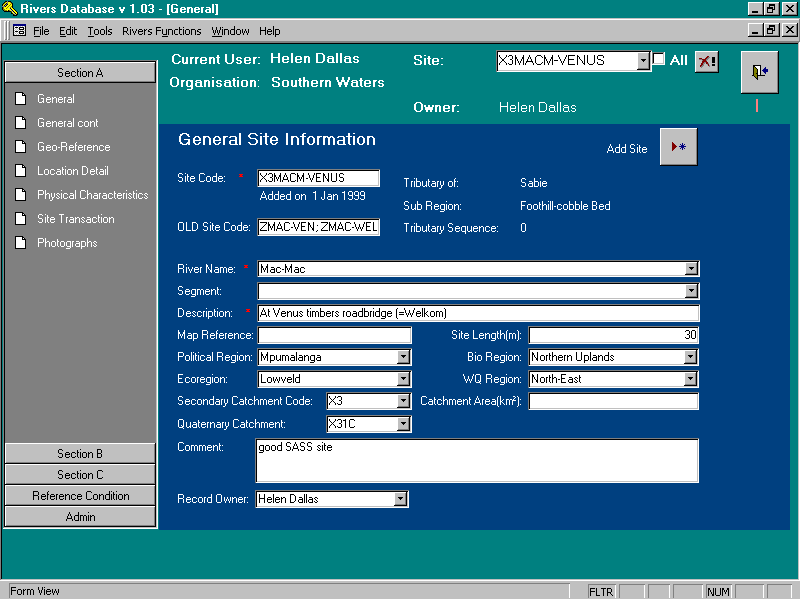 Rivers Database v 1.03 - [General]
File Edit Tools Rivers Functions Window Help
Current User: Helen Dallas Site: X3MACM-VENUS All
Organisation: Southern Waters
Owner: Helen Dallas
Section A
General
General cont
Geo-Reference
Location Detail
Physical Characteristics
Site Transaction
Photographs
Section B
Section C
Reference Condition
Admin
General Site Information
Add Site
Site Code: * X3MACM-VENUS
Added on 1 Jan 1999
OLD Site Code: ZMAC-VEN; ZMAC-WEL
Tributary of: Sabie
Sub Region: Foothill-cobble Bed
Tributary Sequence: 0
River Name: * Mac-Mac
Segment:
Description: * At Venus timbers roadbridge (=Welkom)
Map Reference: Site Length(m): 30
Political Region: Mpumalanga Bio Region: Northern Uplands
Ecoregion: Lowveld WQ Region: North-East
Secondary Catchment Code: X3 Catchment Area(km²):
Quaternary Catchment: X31C
Comment: good SASS site
Record Owner: Helen Dallas
Form View FLTR NUM